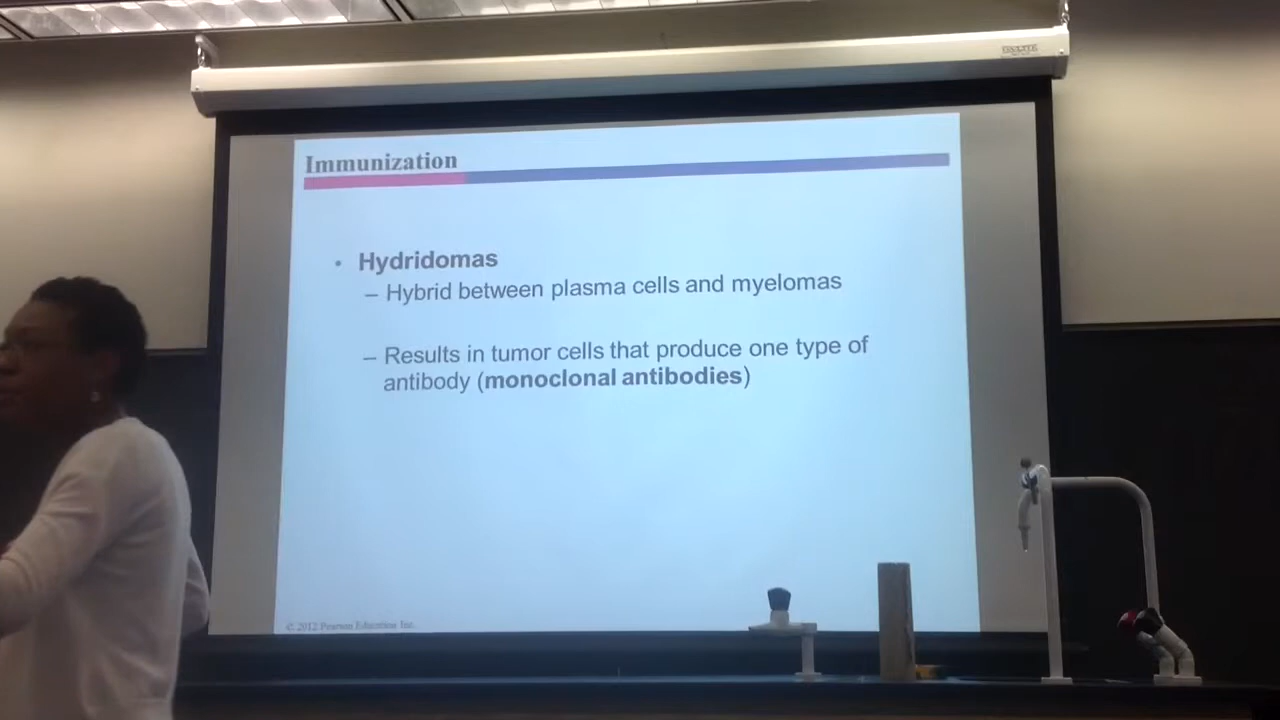 Immunization
• Hydridomas
– Hybrid between plasma cells and myelomas
– Results in tumor cells that produce one type of
antibody (monoclonal antibodies)
© 2012 Pearson Education Inc.